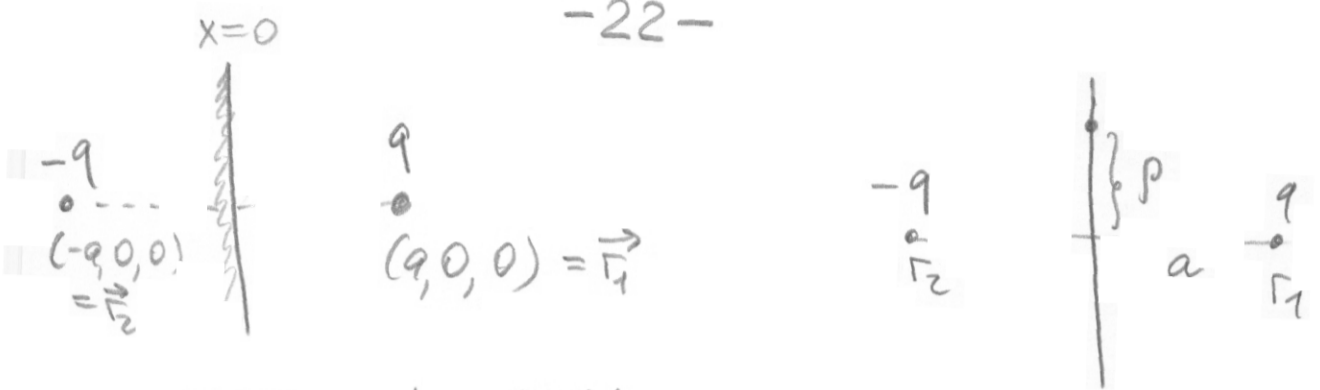 -22-
x=0
-q
q
(-a,0,0)
= r⃗₂
(a,0,0) = r⃗₁
-q
r₂
ρ
a
q
r₁